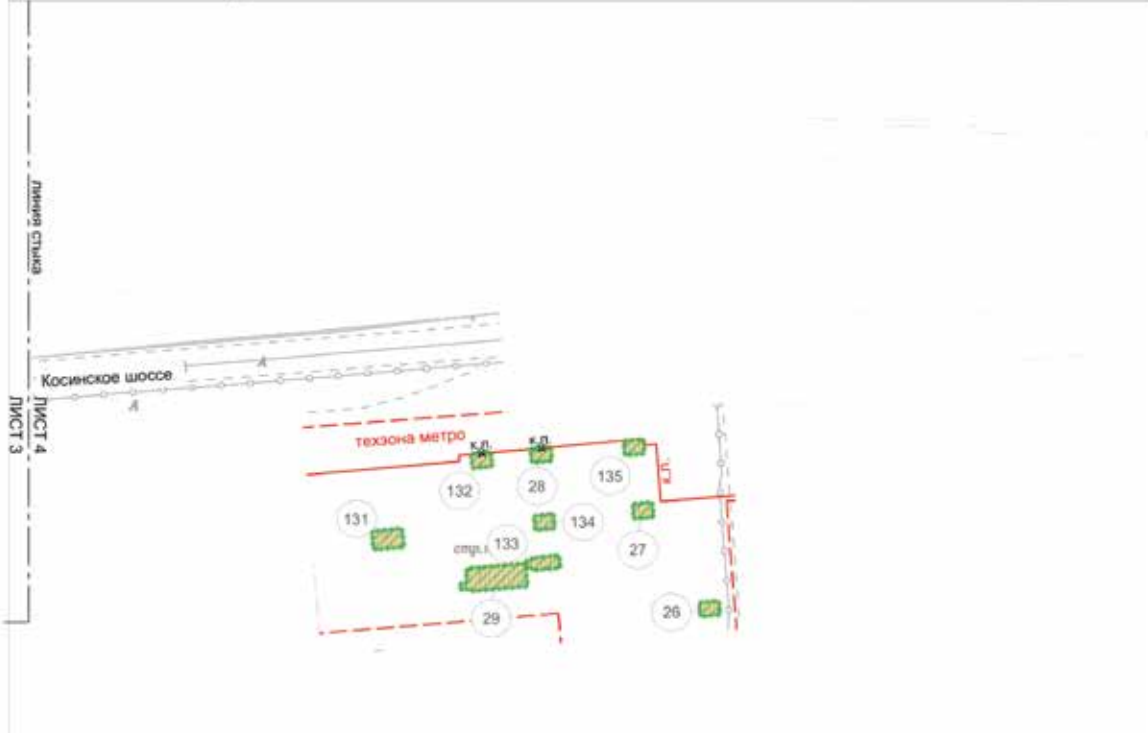 линия стыка
ЛИСТ 4
ЛИСТ 3
Косинское шоссе
А
А
техзона метро
к.л.
к.л.
к.л.
132
28
135
131
133
134
27
29
26